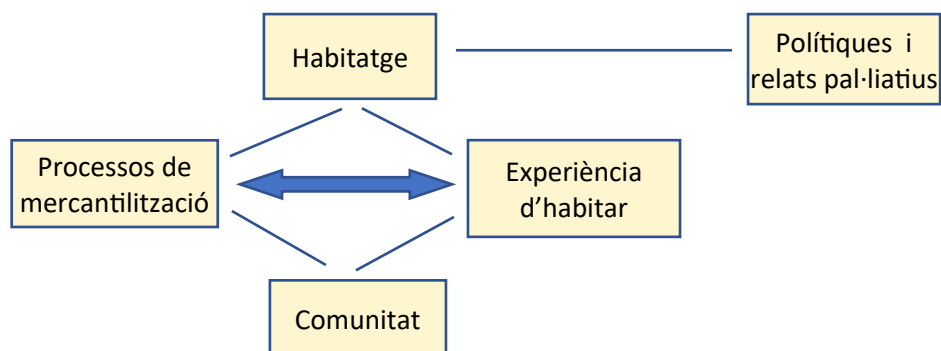 Habitatge
Polítiques i
relats pal·liatius
Processos de
mercantilització
Experiència
d’habitar
Comunitat